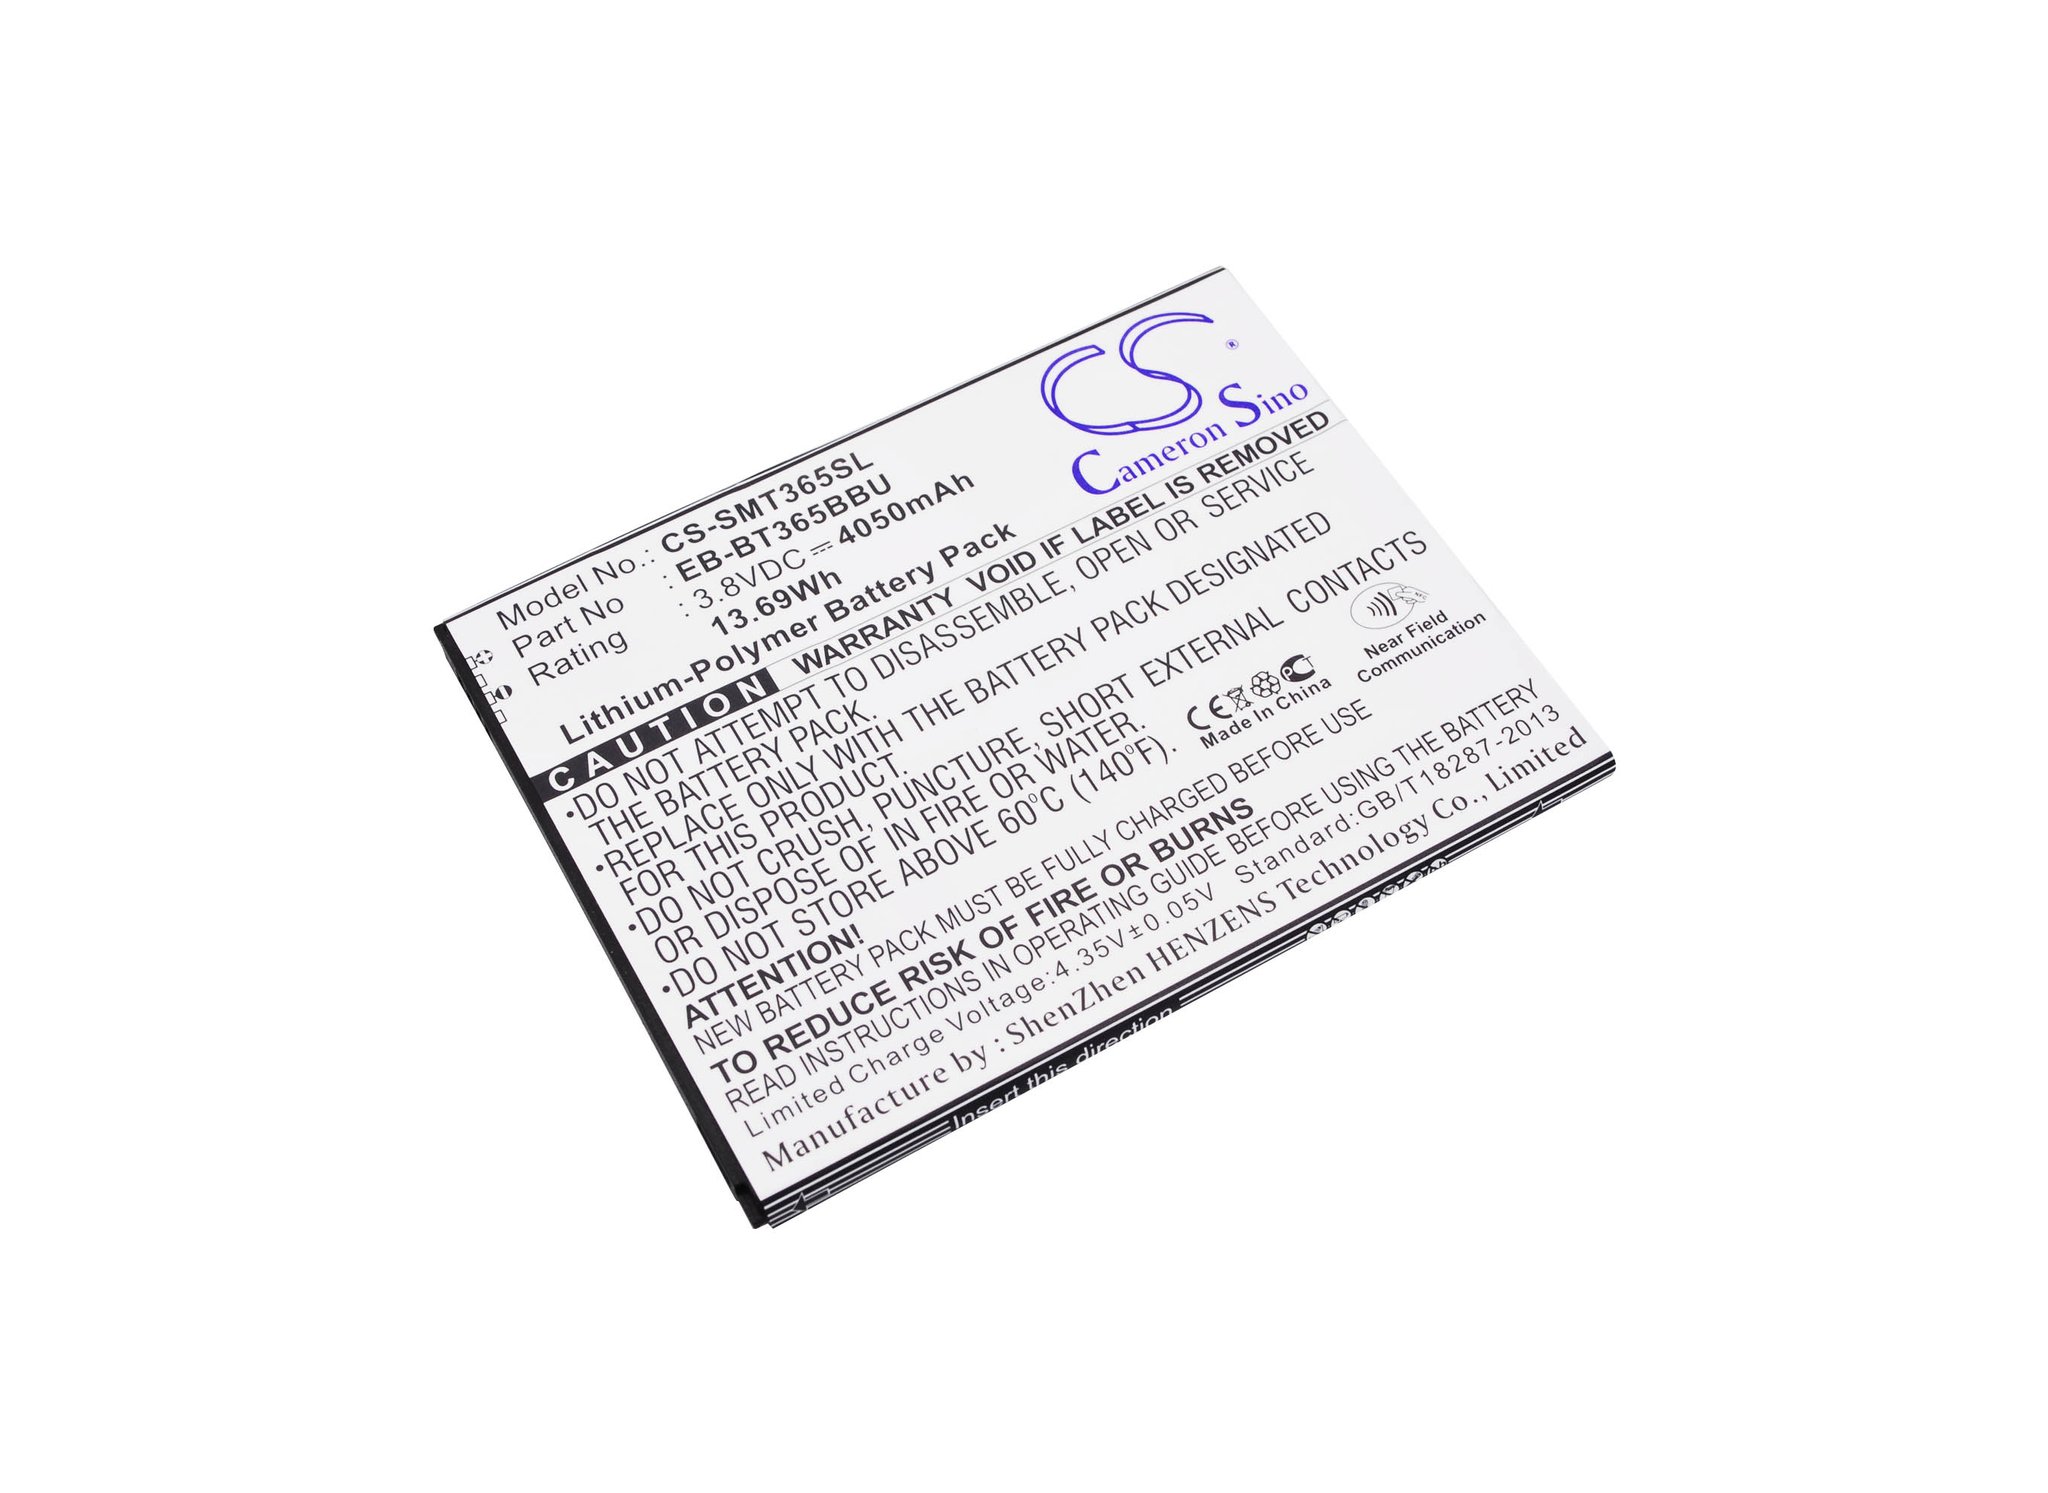 CS
®
Cameron Sino
Model No.: CS-SMT365SL
Part No : EB-BT365BBU
Rating : 3.8VDC 4050mAh
13.69Wh
Lithium-Polymer Battery Pack
CAUTION WARRANTY VOID IF LABEL IS REMOVED
•DO NOT ATTEMPT TO DISASSEMBLE, OPEN OR SERVICE
THE BATTERY PACK.
•REPLACE ONLY WITH THE BATTERY PACK DESIGNATED
FOR THIS PRODUCT.
•DO NOT CRUSH, PUNCTURE, SHORT EXTERNAL CONTACTS
OR DISPOSE OF IN FIRE OR WATER.
•DO NOT STORE ABOVE 60°C (140°F).
CE
PCT
Made In China
Near Field
Communication
ATTENTION!
NEW BATTERY PACK MUST BE FULLY CHARGED BEFORE USE
TO REDUCE RISK OF FIRE OR BURNS
READ INSTRUCTIONS IN OPERATING GUIDE BEFORE USING THE BATTERY
Limited Charge Voltage:4.35V±0.05V Standard:GB/T18287-2013
Manufacture by : ShenZhen HENZENS Technology Co., Limited
Insert this direction